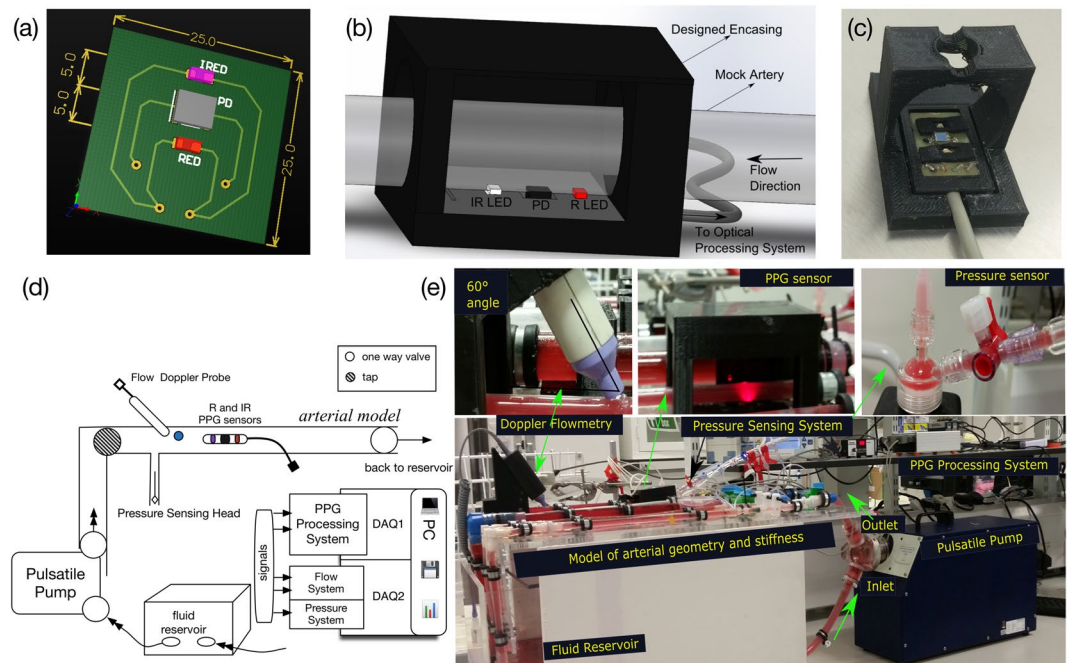 (a)
25.0
5.0
5.0
IRED
PD
RED
25.0
(b)
Designed Encasing
Mock Artery
Flow
Direction
IR LED
PD
R LED
To Optical
Processing System
(c)
(d)
one way valve
tap
Flow Doppler Probe
R and IR
PPG sensors
arterial model
back to reservoir
Pressure Sensing Head
Pulsatile
Pump
fluid
reservoir
signals
PPG
Processing
System
DAQ1
Flow
System
Pressure
System
DAQ2
PC
(e)
60°
angle
PPG sensor
Pressure sensor
Doppler Flowmetry
Pressure Sensing System
PPG Processing System
Outlet
Model of arterial geometry and stiffness
Pulsatile Pump
Inlet
Fluid Reservoir